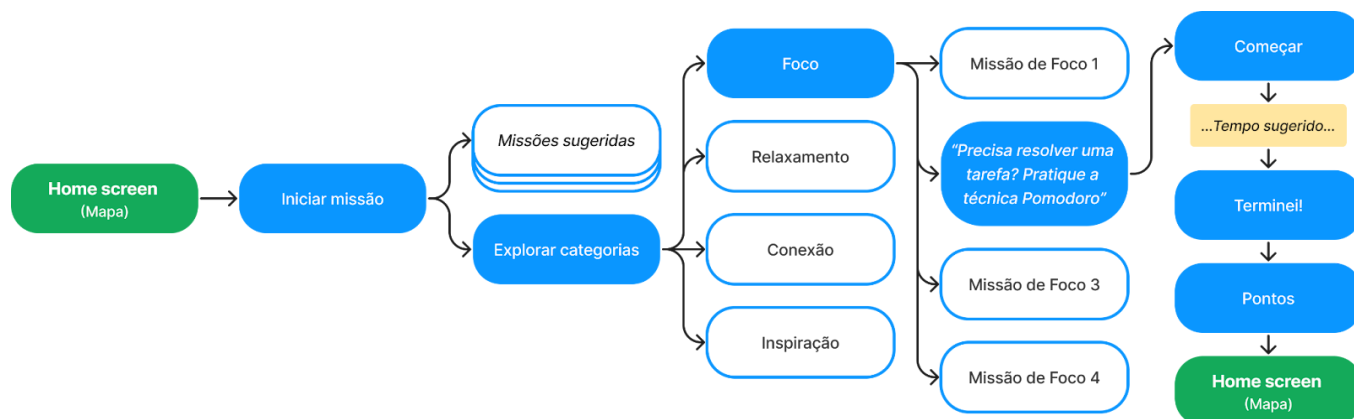 Home screen
(Mapa)
Iniciar missão
Missões sugeridas
Explorar categorias
Foco
Relaxamento
Conexão
Inspiração
Missão de Foco 1
“Precisa resolver uma
tarefa? Pratique a
técnica Pomodoro”
Missão de Foco 3
Missão de Foco 4
Começar
...Tempo sugerido...
Terminei!
Pontos
Home screen
(Mapa)